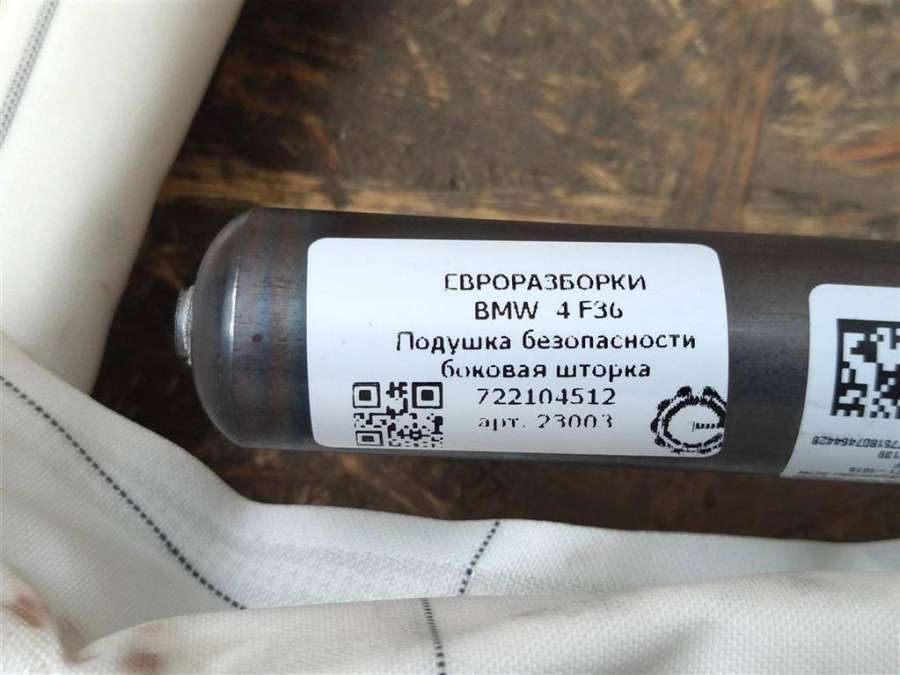 ЕВРОРАЗБОРКИ
BMW 4 F36
Подушка безопасности
боковая шторка
722104512
арт. 23003